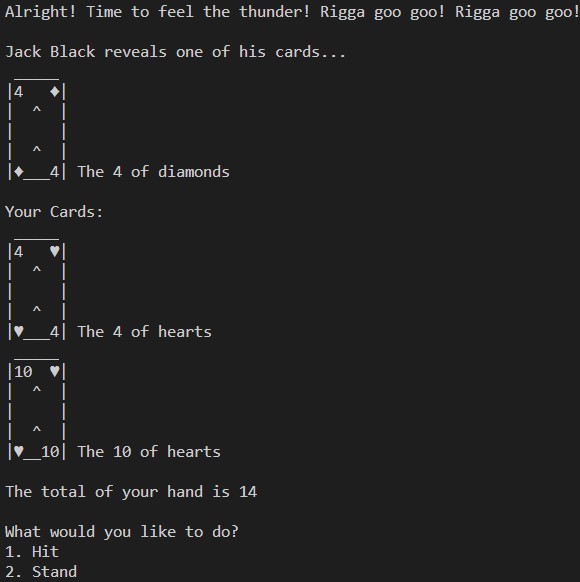 Alright! Time to feel the thunder! Rigga goo goo! Rigga goo goo!
Jack Black reveals one of his cards...
 _____
|4   ♦|
|  ^  |
|     |
|  ^  |
|♦___4| The 4 of diamonds
Your Cards:
 _____
|4   ♥|
|  ^  |
|     |
|  ^  |
|♥___4| The 4 of hearts
 _____
|10  ♥|
|  ^  |
|     |
|  ^  |
|♥__10| The 10 of hearts
The total of your hand is 14
What would you like to do?
1. Hit
2. Stand